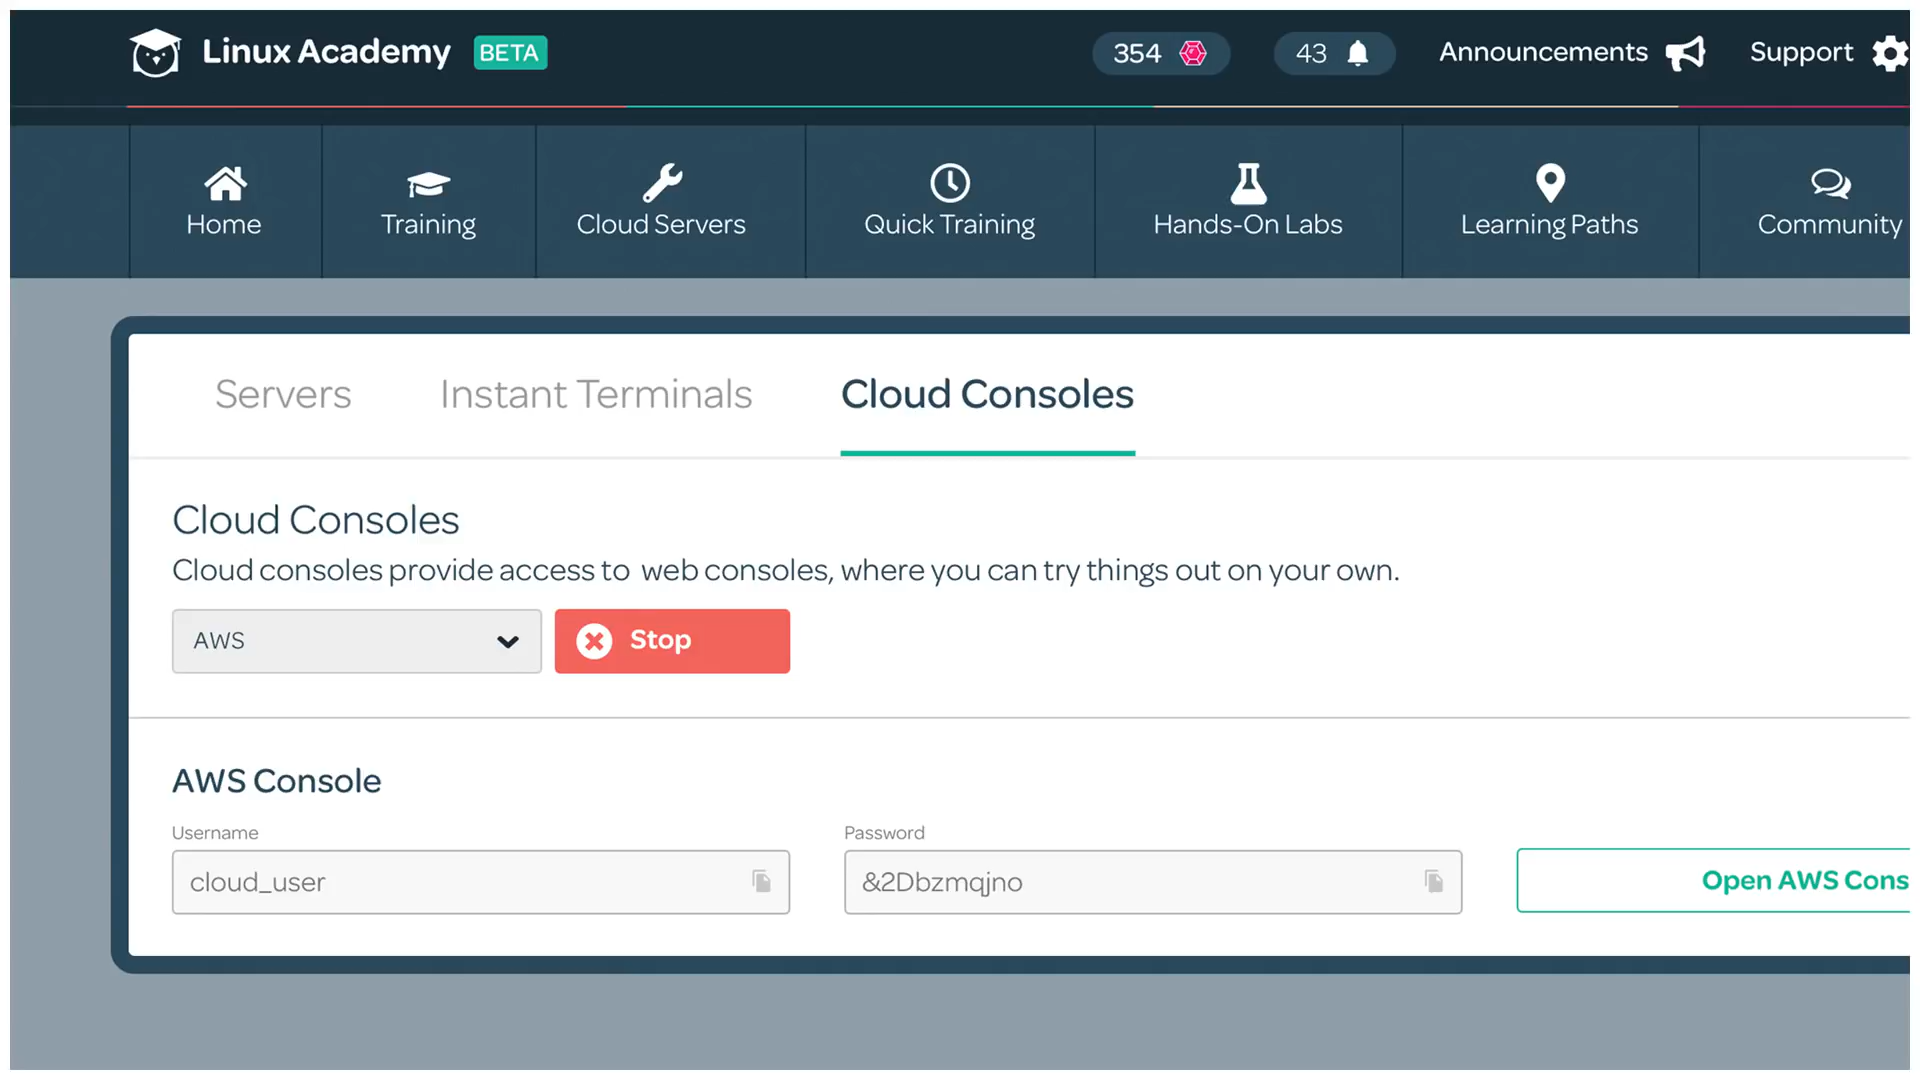 Linux Academy BETA 354 43 Announcements Support
Home Training Cloud Servers Quick Training Hands-On Labs Learning Paths Community
Servers Instant Terminals Cloud Consoles
Cloud Consoles
Cloud consoles provide access to web consoles, where you can try things out on your own.
AWS Stop
AWS Console
Username Password
cloud_user &2Dbzmqjno Open AWS Cons